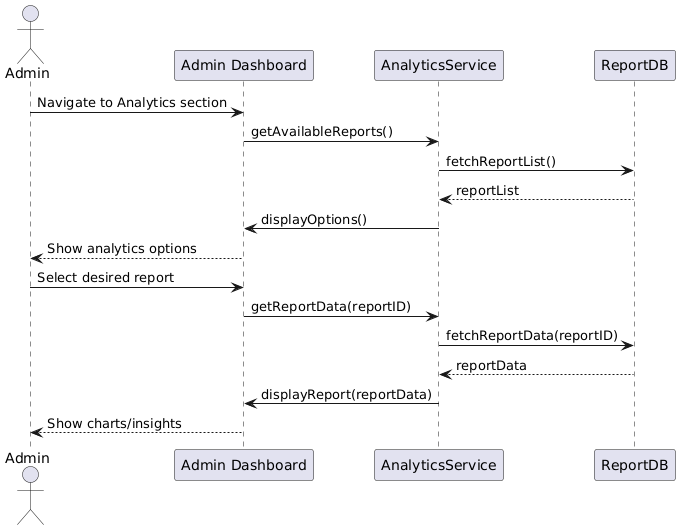 Admin
Admin Dashboard
AnalyticsService
ReportDB
Navigate to Analytics section
getAvailableReports()
fetchReportList()
reportList
displayOptions()
Show analytics options
Select desired report
getReportData(reportID)
fetchReportData(reportID)
reportData
displayReport(reportData)
Show charts/insights
Admin
Admin Dashboard
AnalyticsService
ReportDB